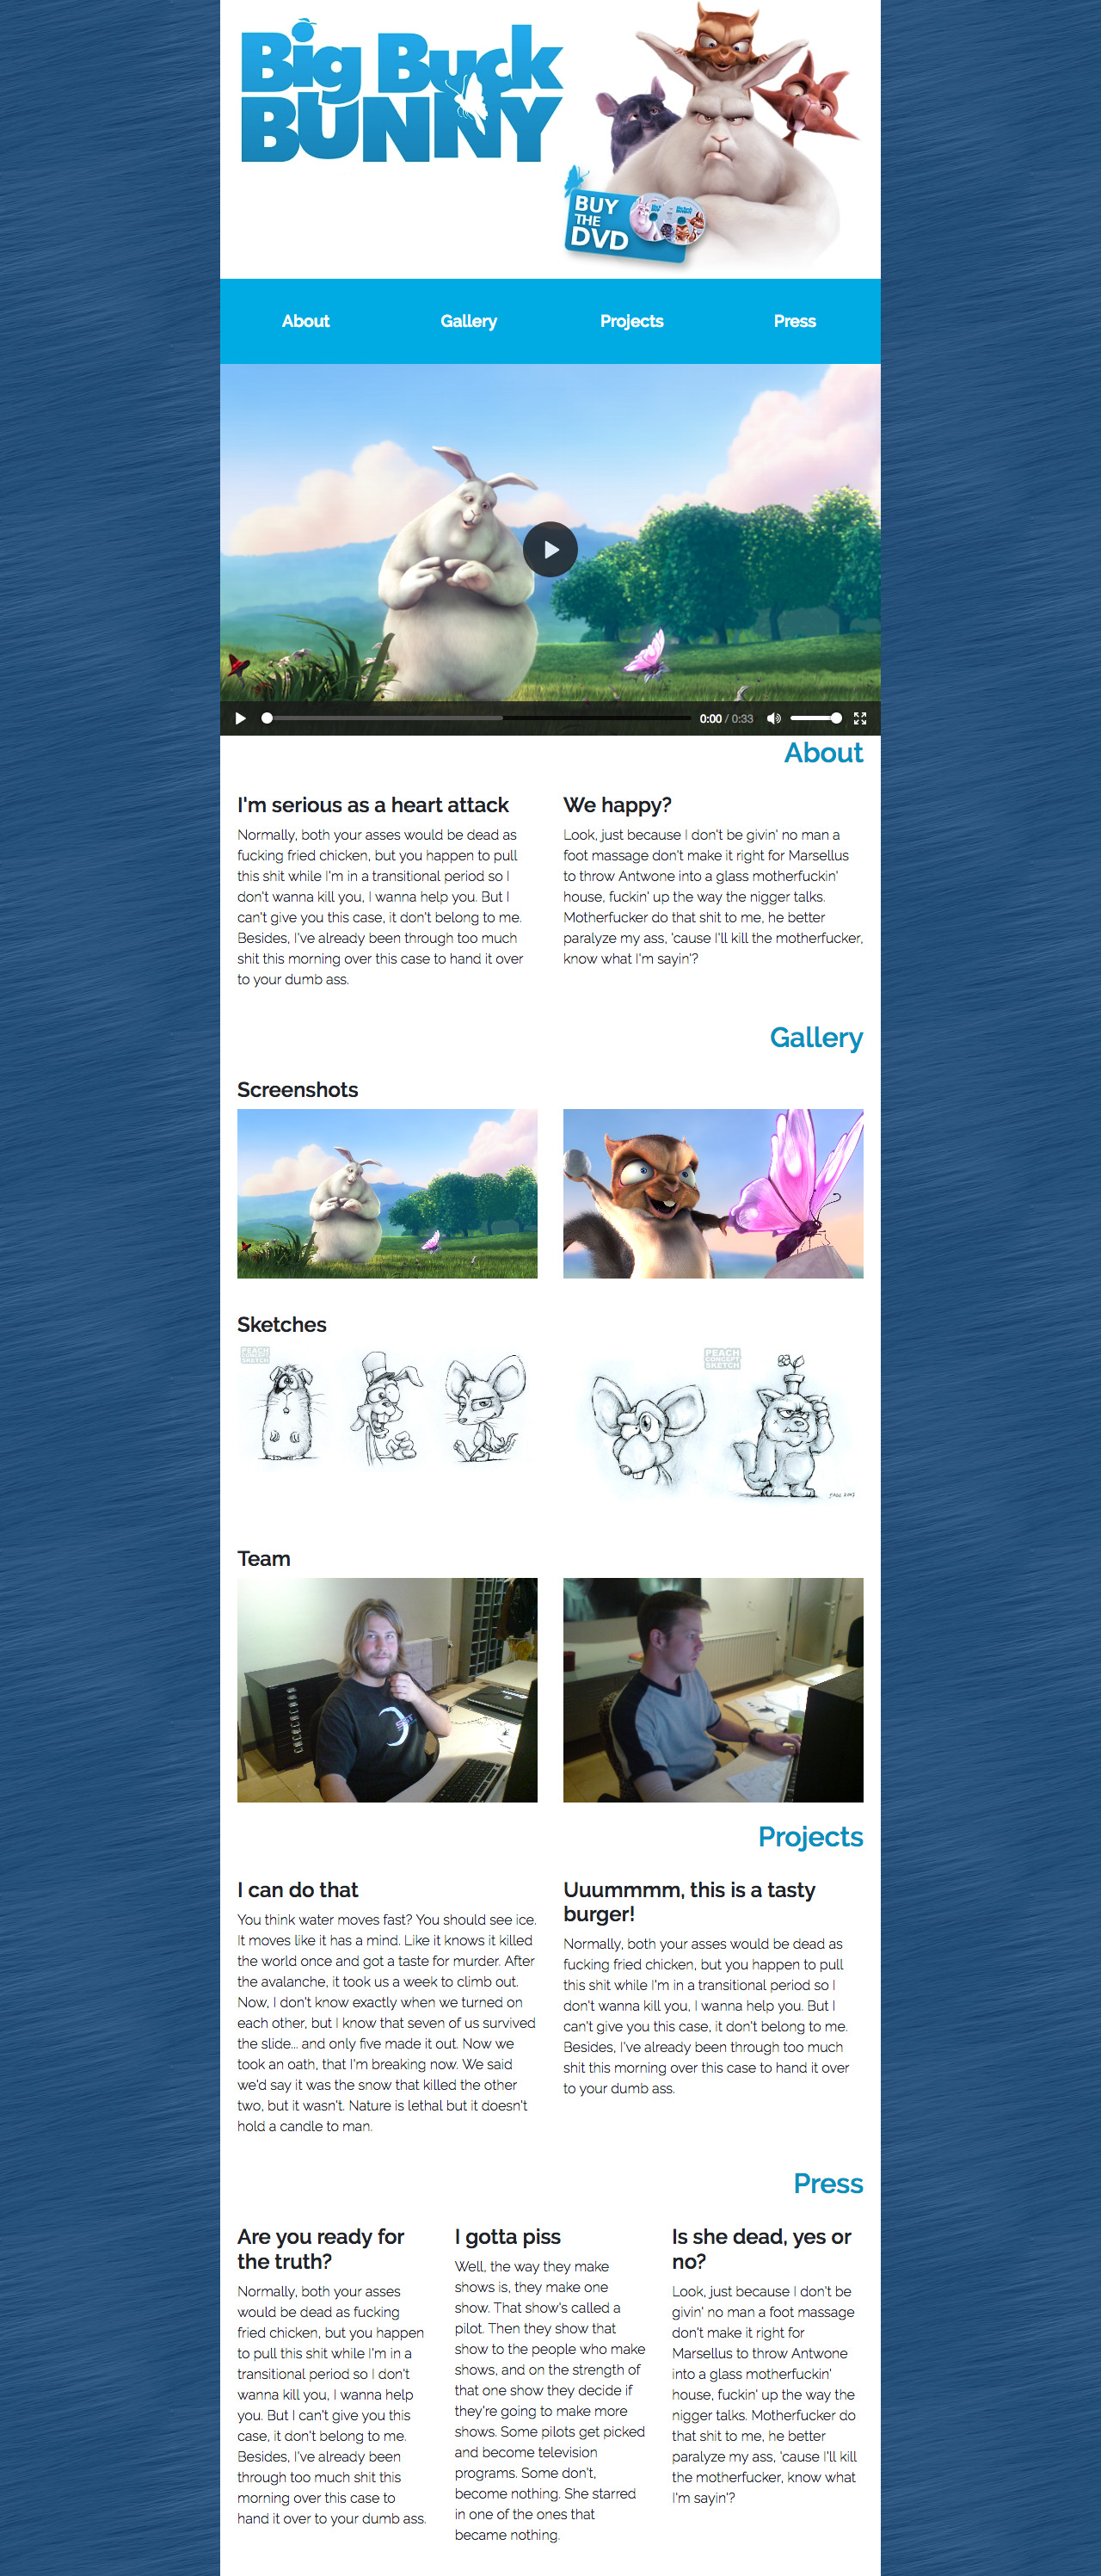 Big Buck
BUNNY
BUY
THE
DVD
About Gallery Projects Press
0:00 / 0:33
About
I'm serious as a heart attack
Normally, both your asses would be dead as
fucking fried chicken, but you happen to pull
this shit while I'm in a transitional period so I
don't wanna kill you, I wanna help you. But I
can't give you this case, it don't belong to me.
Besides, I've already been through too much
shit this morning over this case to hand it over
to your dumb ass.
We happy?
Look, just because I don't be givin' no man a
foot massage don't make it right for Marsellus
to throw Antwone into a glass motherfuckin'
house, fuckin' up the way the nigger talks.
Motherfucker do that shit to me, he better
paralyze my ass, 'cause I'll kill the motherfucker,
know what I'm sayin'?
Gallery
Screenshots
Sketches
PEACH
CONCEPT
SKETCH
PEACH
CONCEPT
SKETCH
Team
Projects
I can do that
You think water moves fast? You should see ice.
It moves like it has a mind. Like it knows it killed
the world once and got a taste for murder. After
the avalanche, it took us a week to climb out.
Now, I don't know exactly when we turned on
each other, but I know that seven of us survived
the slide... and only five made it out. Now we
took an oath, that I'm breaking now. We said
we'd say it was the snow that killed the other
two, but it wasn't. Nature is lethal but it doesn't
hold a candle to man.
Uuummmm, this is a tasty
burger!
Normally, both your asses would be dead as
fucking fried chicken, but you happen to pull
this shit while I'm in a transitional period so I
don't wanna kill you, I wanna help you. But I
can't give you this case, it don't belong to me.
Besides, I've already been through too much
shit this morning over this case to hand it over
to your dumb ass.
Press
Are you ready for
the truth?
Normally, both your asses
would be dead as fucking
fried chicken, but you happen
to pull this shit while I'm in a
transitional period so I don't
wanna kill you, I wanna help
you. But I can't give you this
case, it don't belong to me.
Besides, I've already been
through too much shit this
morning over this case to
hand it over to your dumb ass.
I gotta piss
Well, the way they make
shows is, they make one
show. That show's called a
pilot. Then they show that
show to the people who make
shows, and on the strength of
that one show they decide if
they're going to make more
shows. Some pilots get picked
and become television
programs. Some don't,
become nothing. She starred
in one of the ones that
became nothing.
Is she dead, yes or
no?
Look, just because I don't be
givin' no man a foot massage
don't make it right for
Marsellus to throw Antwone
into a glass motherfuckin'
house, fuckin' up the way the
nigger talks. Motherfucker do
that shit to me, he better
paralyze my ass, 'cause I'll kill
the motherfucker, know what
I'm sayin'?